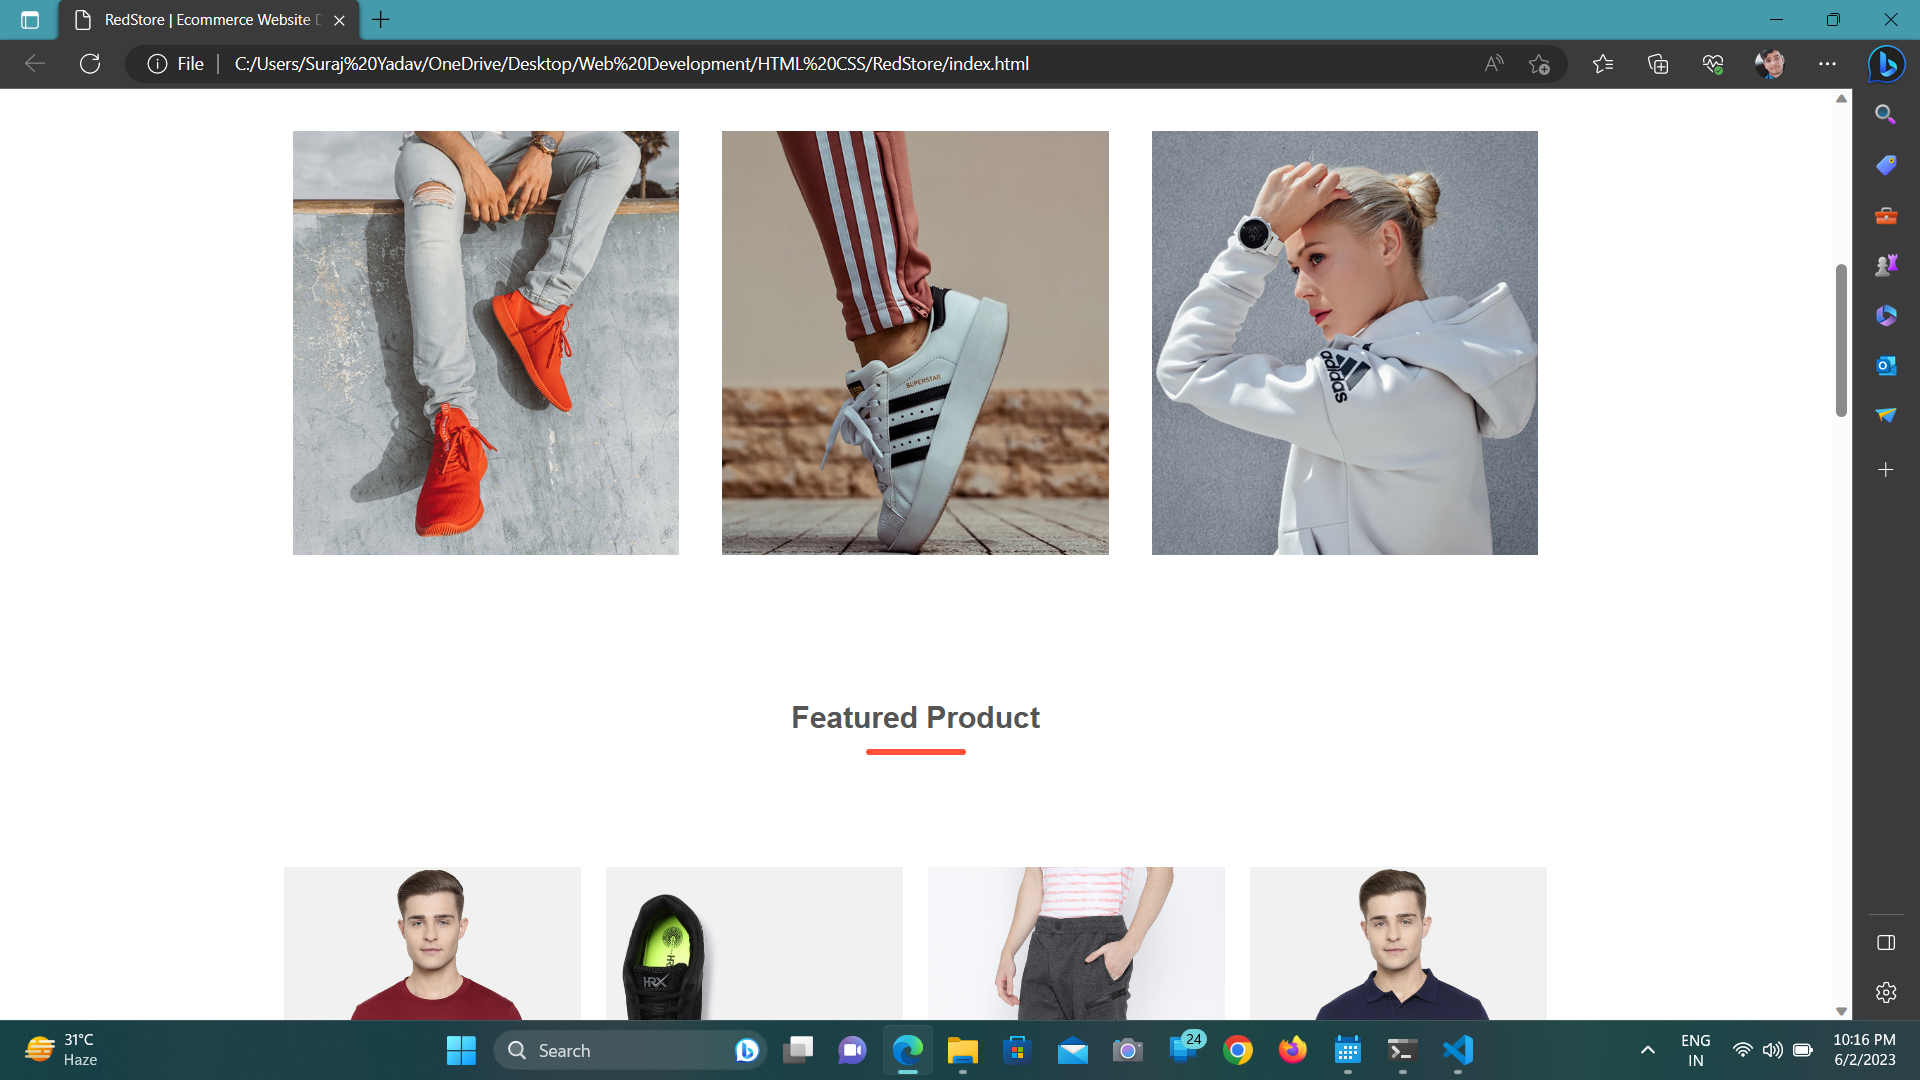 RedStore | Ecommerce Website D
File
C:/Users/Suraj%20Yadav/OneDrive/Desktop/Web%20Development/HTML%20CSS/RedStore/index.html
SUPERSTAR
adidas
Featured Product
HRX
HRX
31°C
Haze
Search
24
ENG
IN
10:16 PM
6/2/2023